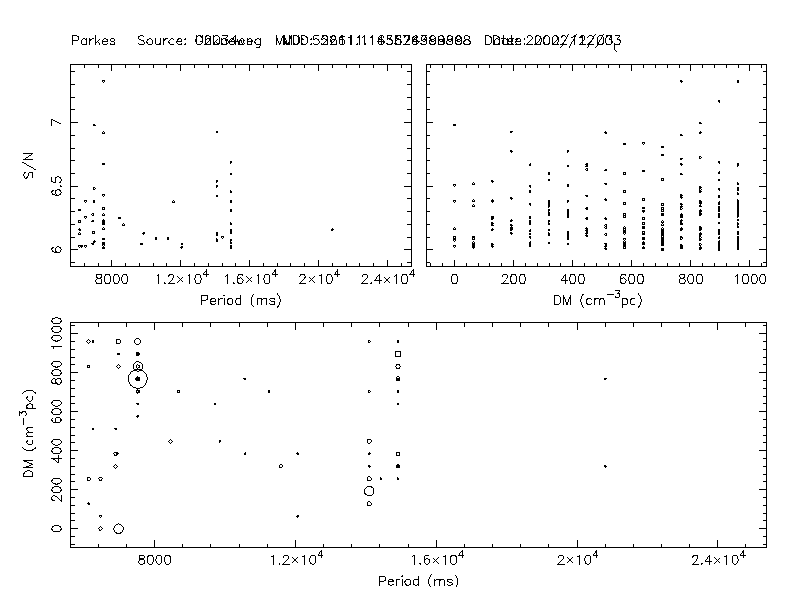 Parkes Source:
S/N
7
6.5
6
8000 1.2×10⁴ 1.6×10⁴ 2×10⁴ 2.4×10⁴
Period (ms)
0 200 400 600 800 1000
DM (cm⁻³pc)
DM (cm⁻³pc)
1000
800
600
400
200
0
8000 1.2×10⁴ 1.6×10⁴ 2×10⁴ 2.4×10⁴
Period (ms)